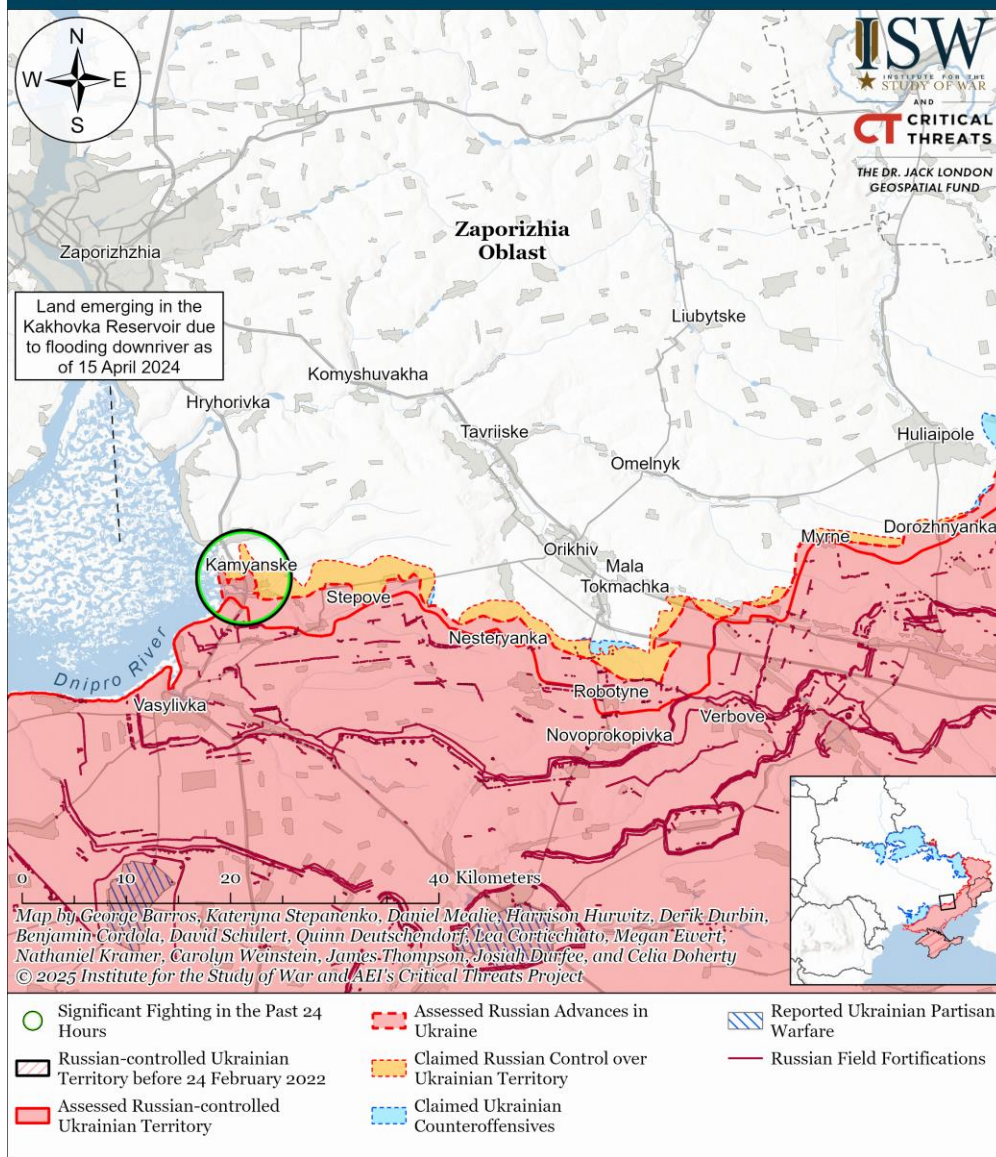 N
W E
S
ISW
INSTITUTE FOR THE
STUDY OF WAR
AND
CT CRITICAL
THREATS
THE DR. JACK LONDON
GEOSPATIAL FUND
Zaporizhia
Oblast
Zaporizhzhia
Land emerging in the
Kakhovka Reservoir due
to flooding downriver as
of 15 April 2024
Liubytske
Komyshuvakha
Hryhorivka
Tavriiske
Huliaipole
Omelnyk
Dorozhnyanka
Myrne
Orikhiv
Kamyanske
Mala
Tokmachka
Stepove
Nesteryanka
Dnipro River
Robotyne
Vasylivka
Verbove
Novoprokopivka
0 10 20 40 Kilometers
Map by George Barros, Kateryna Stepanenko, Daniel Mealie, Harrison Hurwitz, Derik Durbin,
Benjamin Cordola, David Schulert, Quinn Deutschendorf, Lea Corticchiato, Megan Ewert,
Nathaniel Kramer, Carolyn Weinstein, James Thompson, Josiah Durfee, and Celia Doherty
© 2025 Institute for the Study of War and AEI's Critical Threats Project
Significant Fighting in the Past 24
Hours
Russian-controlled Ukrainian
Territory before 24 February 2022
Assessed Russian-controlled
Ukrainian Territory
Assessed Russian Advances in
Ukraine
Claimed Russian Control over
Ukrainian Territory
Claimed Ukrainian
Counteroffensives
Reported Ukrainian Partisan
Warfare
Russian Field Fortifications